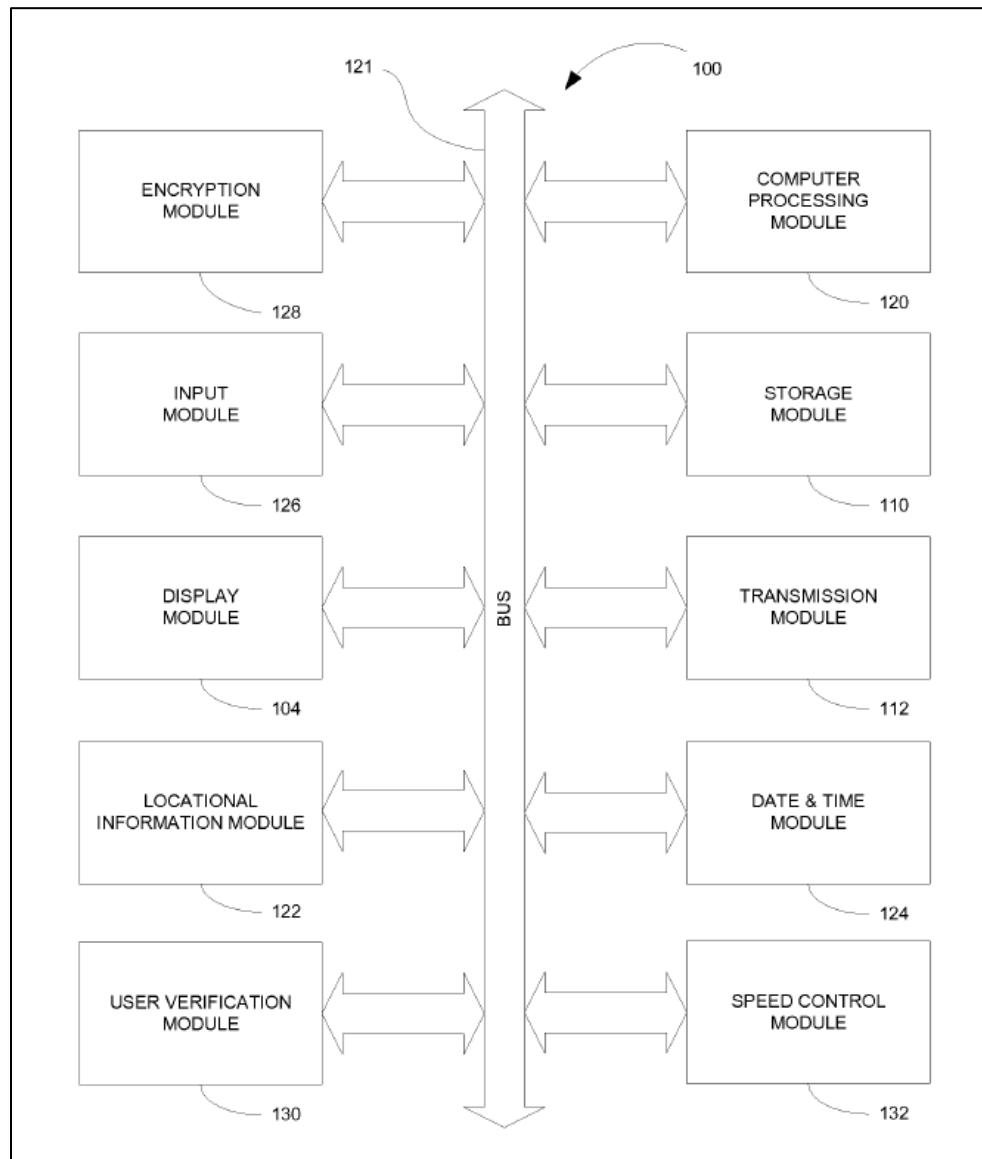 121
100
ENCRYPTION
MODULE
128
COMPUTER
PROCESSING
MODULE
120
INPUT
MODULE
126
STORAGE
MODULE
110
DISPLAY
MODULE
104
BUS
TRANSMISSION
MODULE
112
LOCATIONAL
INFORMATION MODULE
122
DATE & TIME
MODULE
124
USER VERIFICATION
MODULE
130
SPEED CONTROL
MODULE
132